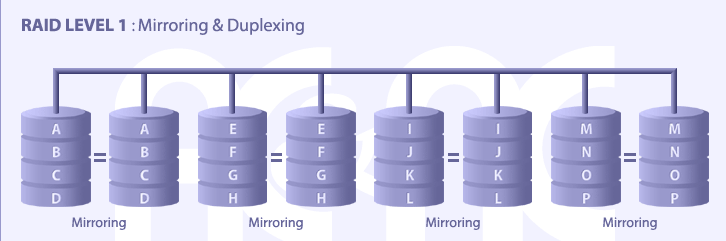 RAID LEVEL 1 : Mirroring & Duplexing
A A E E I I M M
B = B F = F J = J N = N
C C G G K K O O
D D H H L L P P
Mirroring Mirroring Mirroring Mirroring